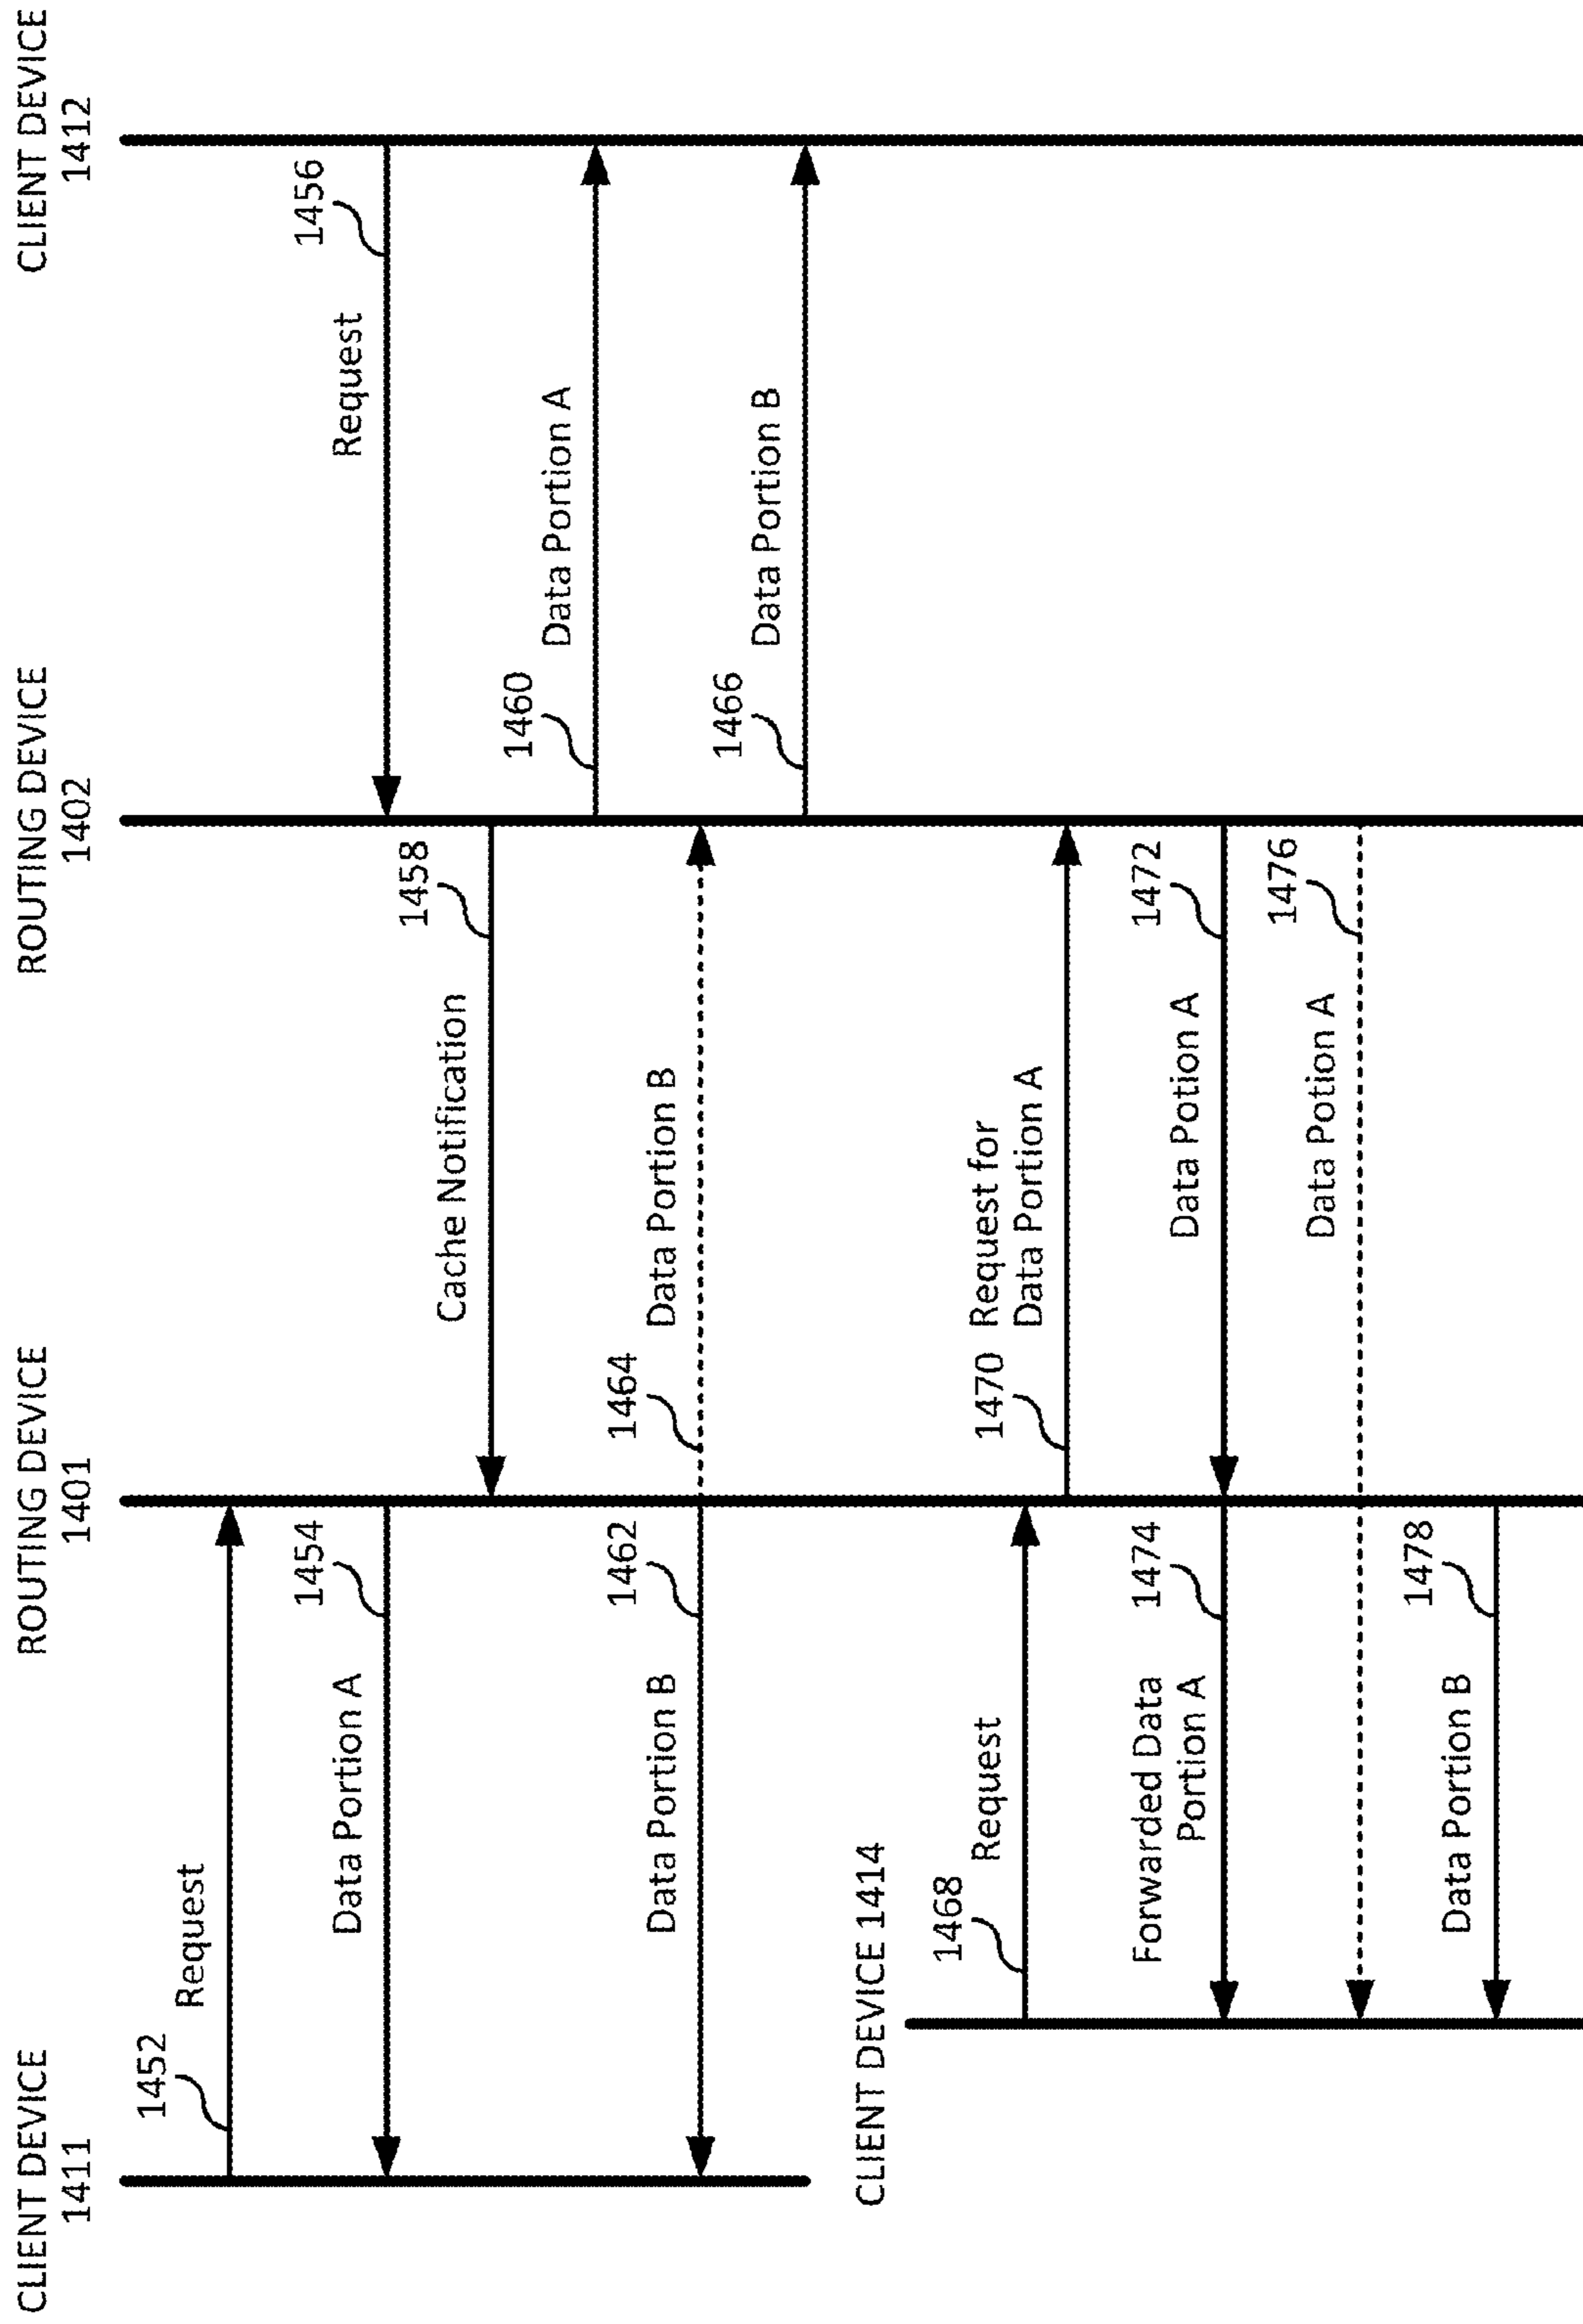 CLIENT DEVICE
1411
ROUTING DEVICE
1401
ROUTING DEVICE
1402
CLIENT DEVICE
1412
1452
Request
1454
Data Portion A
1456
Request
1458
Cache Notification
1460
Data Portion A
1462
Data Portion B
1464
Data Portion B
1466
Data Portion B
CLIENT DEVICE 1414
1468
Request
1470 Request for
Data Portion A
1472
Data Potion A
1474
Forwarded Data
Portion A
1476
Data Potion A
1478
Data Portion B